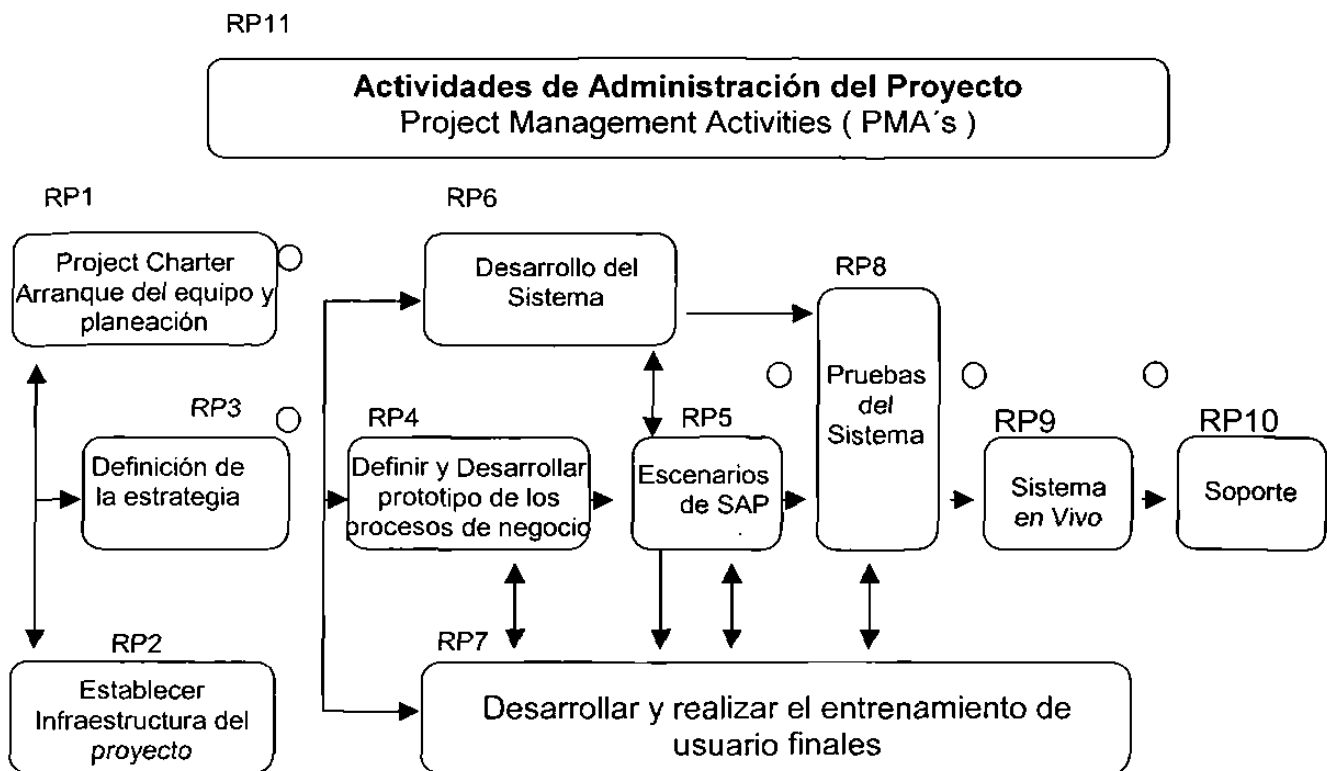 RP11
Actividades de Administración del Proyecto
Project Management Activities ( PMA´s )
RP1
Project Charter
Arranque del equipo y
planeación
RP6
Desarrollo del
Sistema
RP8
Pruebas
del
Sistema
RP3
Definición de
la estrategia
RP4
Definir y Desarrollar
prototipo de los
procesos de negocio
RP5
Escenarios
de SAP
RP9
Sistema
en Vivo
RP10
Soporte
RP2
Establecer
Infraestructura del
proyecto
RP7
Desarrollar y realizar el entrenamiento de
usuario finales